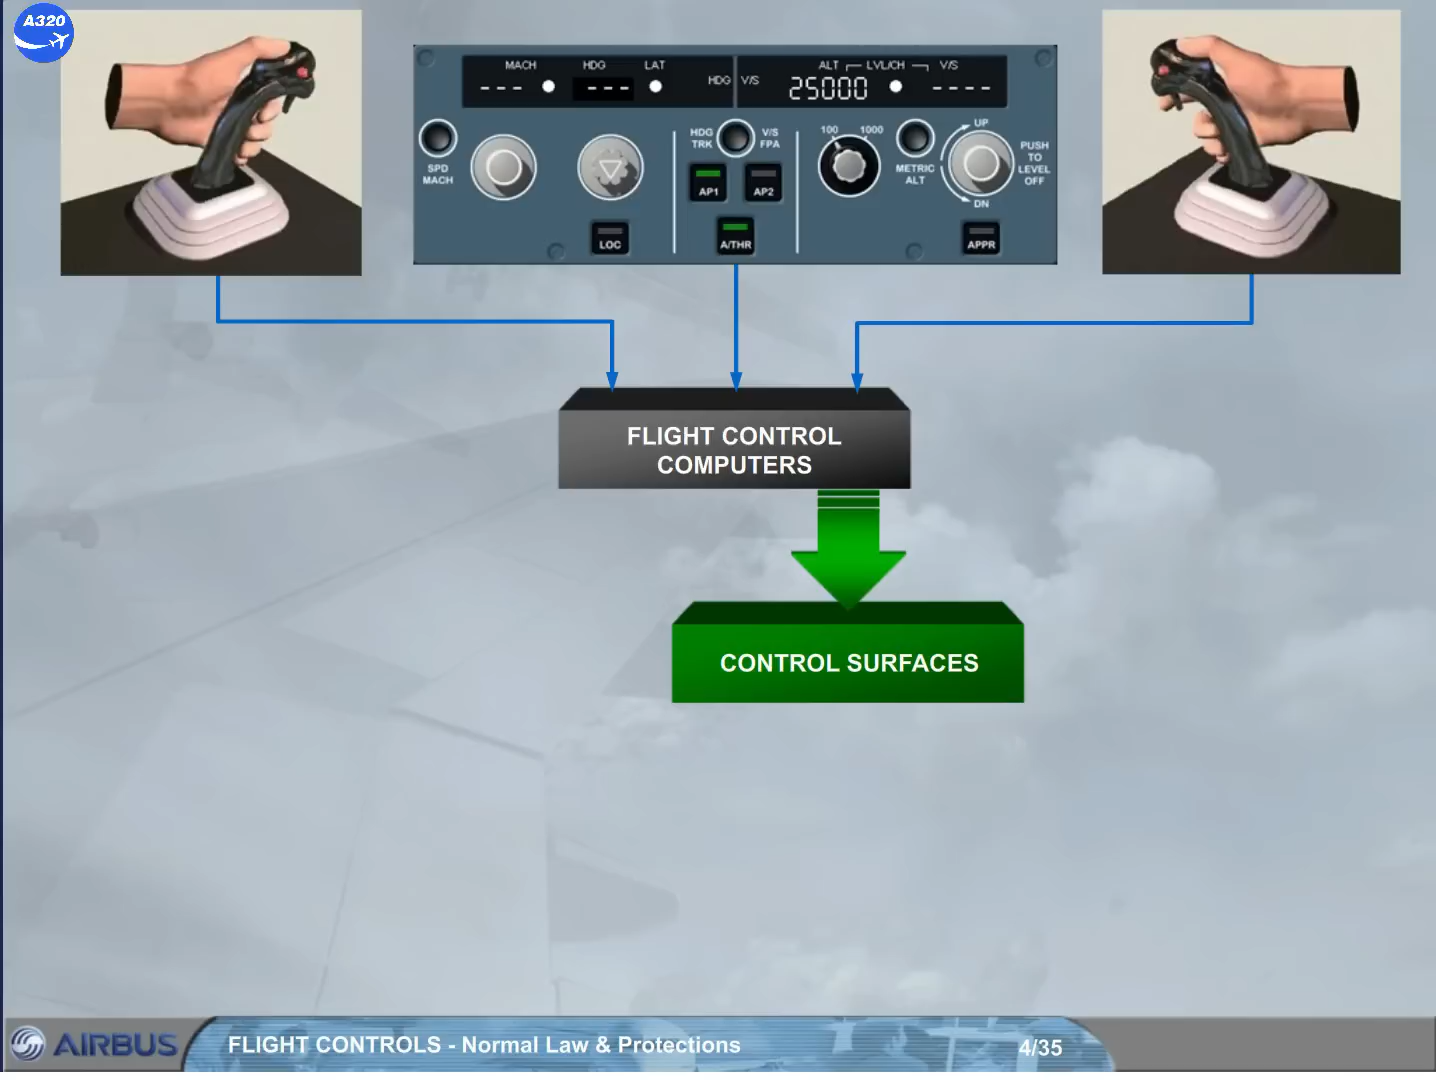 A320
MACH HDG LAT HDG V/S ALT LVL/CH V/S
--- --- 25000 ----
SPD
MACH
HDG
TRK
V/S
FPA
AP1 AP2
LOC
A/THR
100 1000
METRIC
ALT
UP
PUSH
TO
LEVEL
OFF
DN
APPR
FLIGHT CONTROL
COMPUTERS
CONTROL SURFACES
AIRBUS
FLIGHT CONTROLS - Normal Law & Protections
4/35